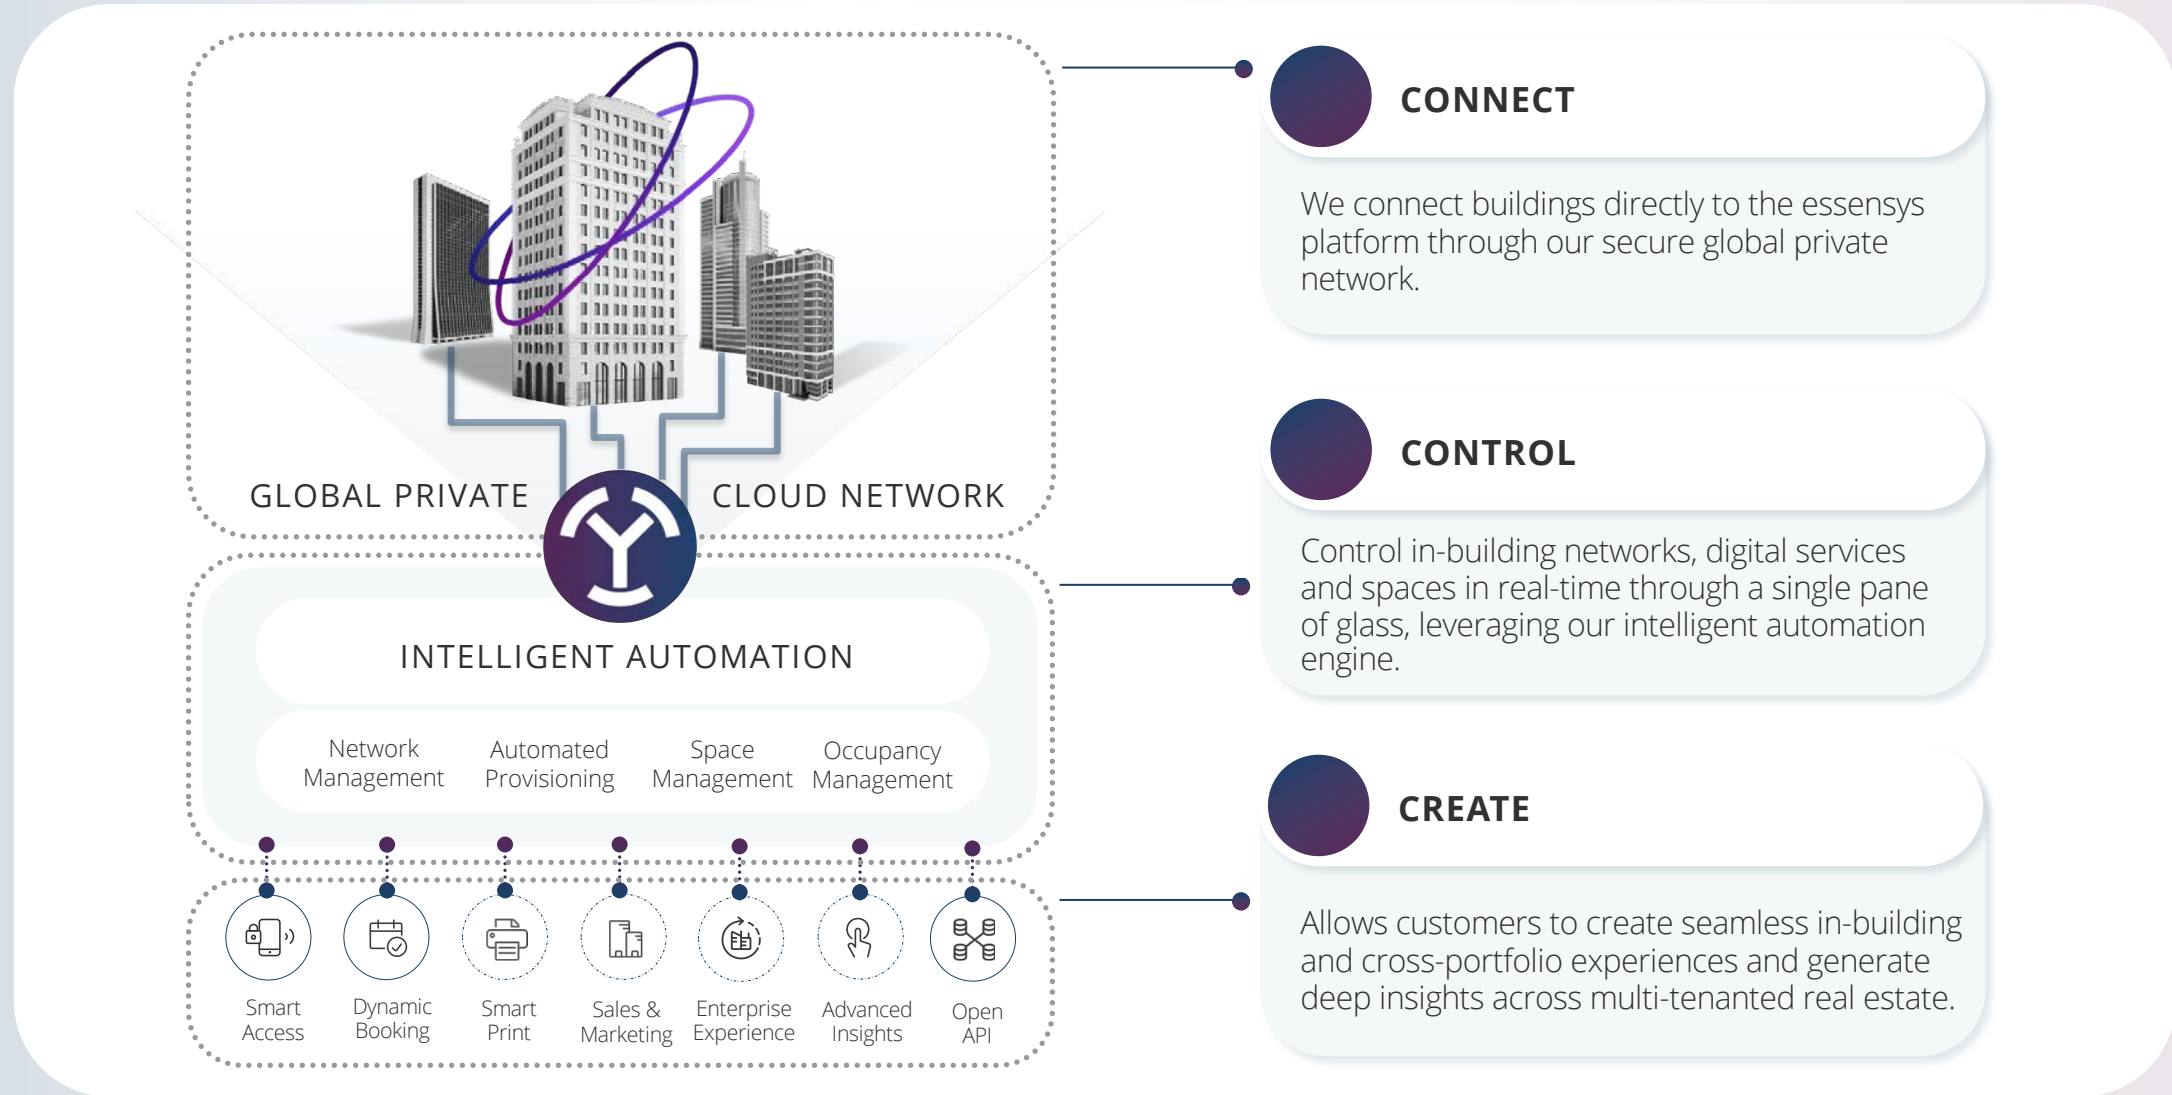 GLOBAL PRIVATE
CLOUD NETWORK
INTELLIGENT AUTOMATION
Network
Management
Automated
Provisioning
Space
Management
Occupancy
Management
Smart
Access
Dynamic
Booking
Smart
Print
Sales &
Marketing
Enterprise
Experience
Advanced
Insights
Open
API
CONNECT
We connect buildings directly to the essensys
platform through our secure global private
network.
CONTROL
Control in-building networks, digital services
and spaces in real-time through a single pane
of glass, leveraging our intelligent automation
engine.
CREATE
Allows customers to create seamless in-building
and cross-portfolio experiences and generate
deep insights across multi-tenanted real estate.